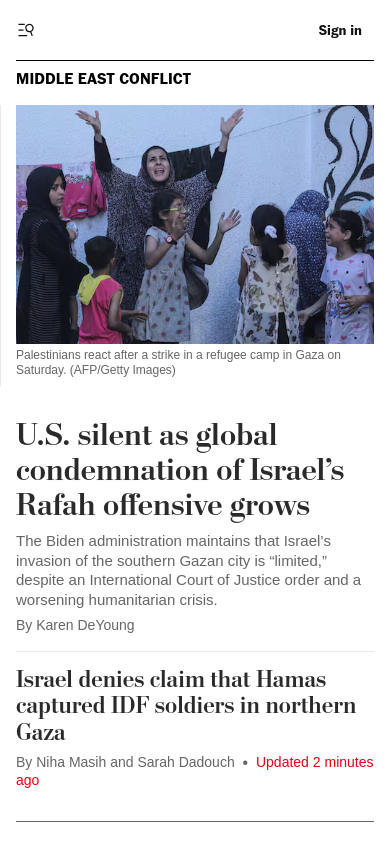 Sign in
MIDDLE EAST CONFLICT
Palestinians react after a strike in a refugee camp in Gaza on
Saturday. (AFP/Getty Images)
U.S. silent as global
condemnation of Israel’s
Rafah offensive grows
The Biden administration maintains that Israel’s
invasion of the southern Gazan city is “limited,”
despite an International Court of Justice order and a
worsening humanitarian crisis.
By Karen DeYoung
Israel denies claim that Hamas
captured IDF soldiers in northern
Gaza
By Niha Masih and Sarah Dadouch • Updated 2 minutes
ago